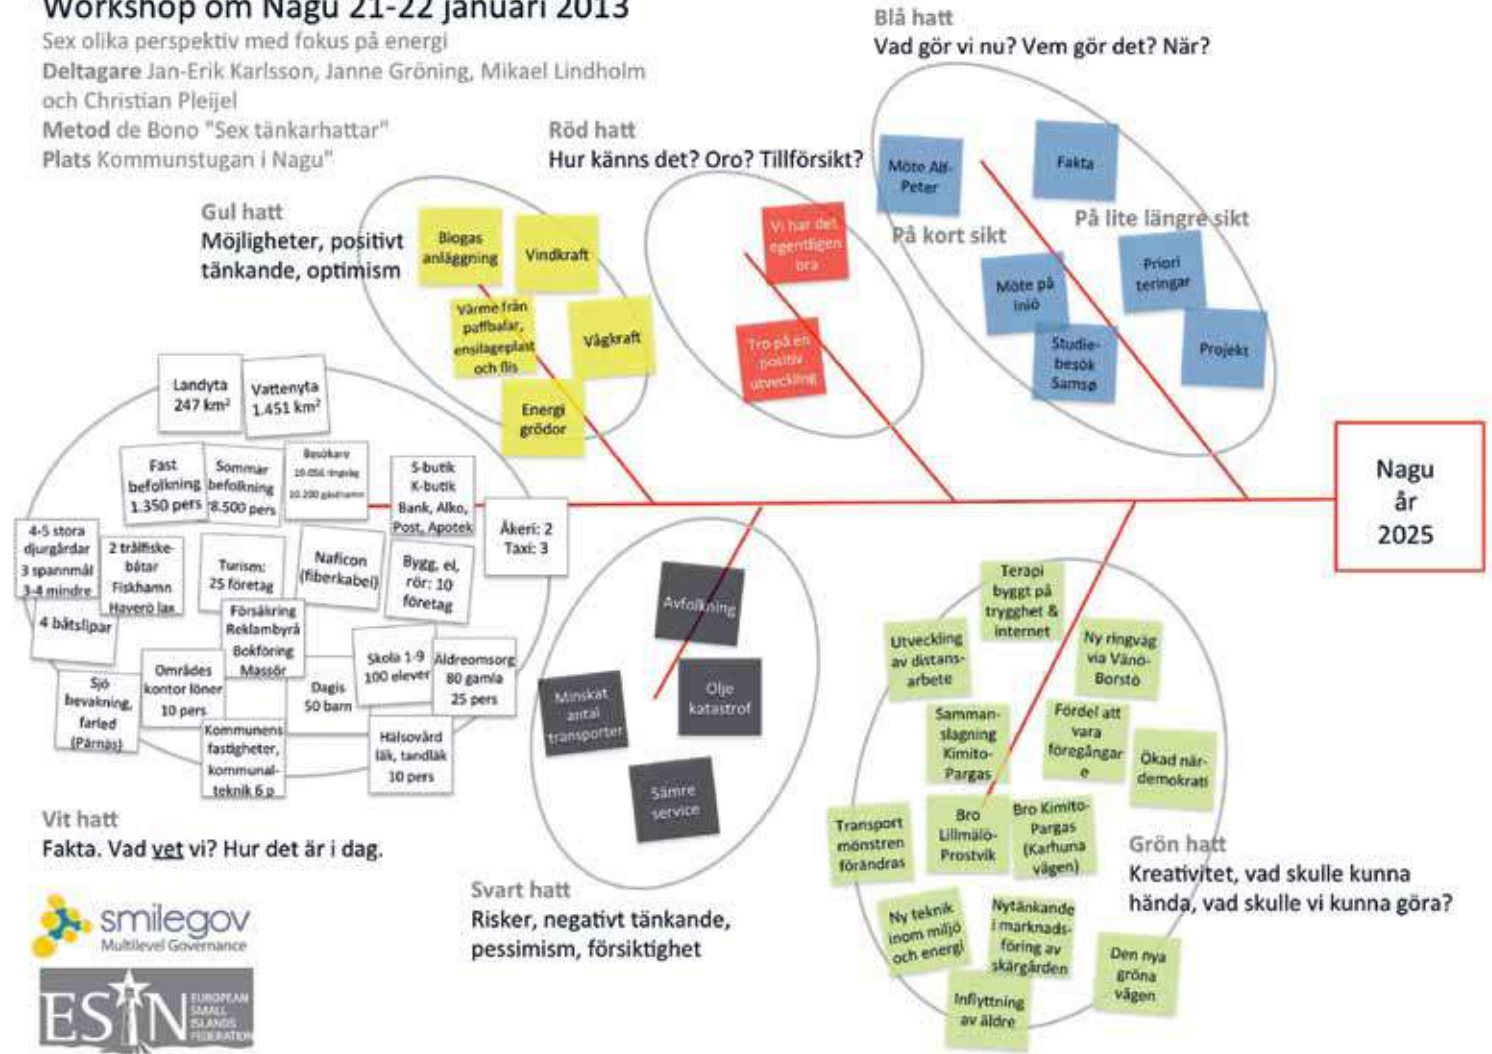 Workshop om Nagu 21-22 januari 2013
Sex olika perspektiv med fokus på energi
Deltagare Jan-Erik Karlsson, Janne Gröning, Mikael Lindholm
och Christian Pleijel
Metod de Bono "Sex tänkarhattar"
Plats Kommunstugan i Nagu"
Blå hatt
Vad gör vi nu? Vem gör det? När?
Möte Alf-
Peter
Fakta
På kort sikt
På lite längre sikt
Möte på
Iniö
Priori
teringar
Studie-
besök
Samsø
Projekt
Röd hatt
Hur känns det? Oro? Tillförsikt?
Vi har det
egentligen
bra
Tro på en
positiv
utveckling
Gul hatt
Möjligheter, positivt
tänkande, optimism
Biogas
anläggning
Vindkraft
Värme från
paffbalar,
ensilageplast
och flis
Vågkraft
Energi
grödor
Landyta
247 km²
Vattenyta
1.451 km²
Fast
befolkning
1.350 pers
Sommar
befolkning
8.500 pers
Besökare
10.200 gästhamn
S-butik
K-butik
Bank, Alko,
Post, Apotek
Åkeri: 2
Taxi: 3
4-5 stora
djurgårdar
3 spannmål
3-4 mindre
2 trålfiske-
båtar
Fiskhamn
Haverö lax
Turism:
25 företag
Naficon
(fiberkabel)
Bygg, el,
rör: 10
företag
4 båtslipar
Försäkring
Reklambyrå
Bokföring
Massör
Sjö
bevakning,
farled
(Pärnäs)
Områdes
kontor löner
10 pers
Dagis
50 barn
Skola 1-9
100 elever
Äldreomsorg
80 gamla
25 pers
Kommunens
fastigheter,
kommunal-
teknik 6 p
Hälsovård
läk, tandläk
10 pers
Vit hatt
Fakta. Vad vet vi? Hur det är i dag.
Nagu
år
2025
Avfolkning
Minskat
antal
transporter
Olje
katastrof
Sämre
service
Svart hatt
Risker, negativt tänkande,
pessimism, försiktighet
Terapi
byggt på
trygghet &
internet
Utveckling
av distans-
arbete
Ny ringväg
via Väno-
Borstö
Samman-
slagning
Kimito-
Pargas
Fördel att
vara
föregångar
e
Ökad när-
demokrati
Transport
mönstren
förändras
Bro
Lillmälö-
Prostvik
Bro Kimito-
Pargas
(Karhuna
vägen)
Grön hatt
Kreativitet, vad skulle kunna
hända, vad skulle vi kunna göra?
Ny teknik
inom miljö
och energi
Nytänkande
i marknads-
föring av
skärgården
Den nya
gröna
vågen
Inflyttning
av äldre
smilegov
Multilevel Governance
ESIN
EUROPEAN
SMALL
ISLANDS
FEDERATION